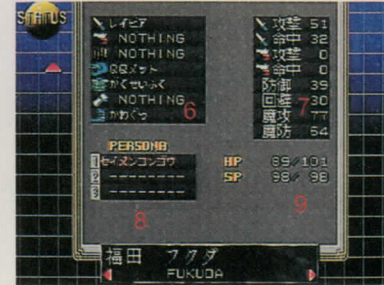 STATUS
レイピア
NOTHING
NOTHING
QQメット
がくせいふく
NOTHING
かわぐつ
6
攻撃 51
命中 32
攻撃 0
命中 0
防御 39
回避 30
魔攻 77
魔防 64
7
PERSONA
1 セイメンコンゴウ
2 --------
3 --------
8
HP 89/101
SP 98/ 98
9
福田 フクダ
FUKUDA